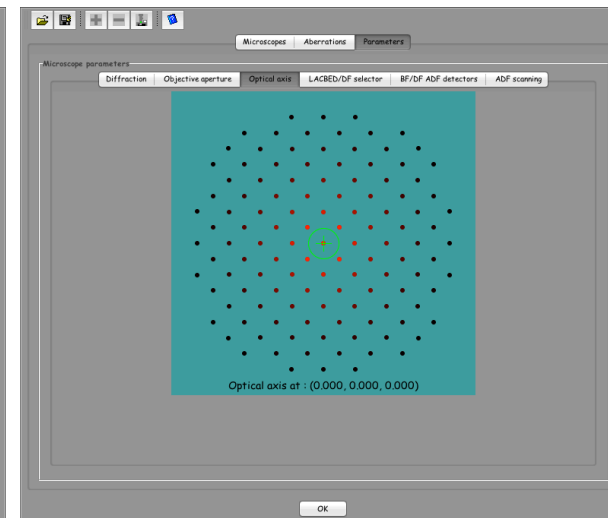 Microscopes Aberrations Parameters
Microscope parameters
Diffraction Objective aperture Optical axis LACBED/DF selector BF/DF ADF detectors ADF scanning
Optical axis at : (0.000, 0.000, 0.000)
OK